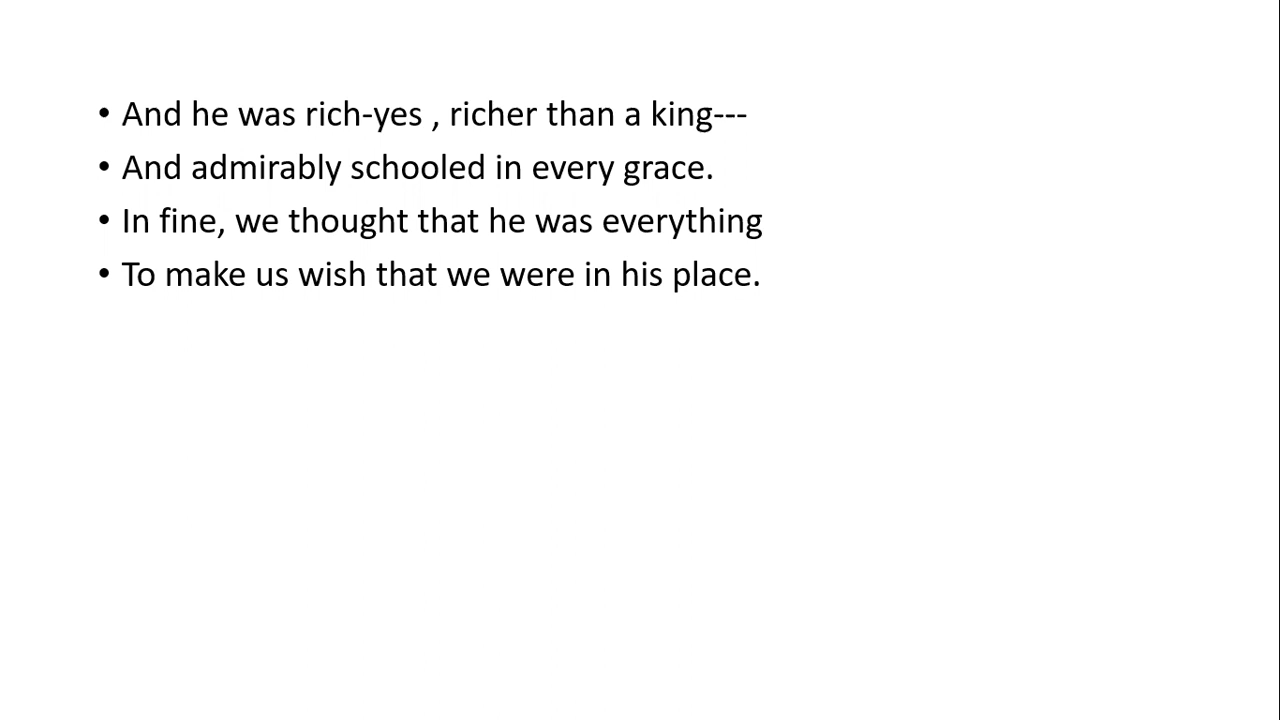 • And he was rich-yes , richer than a king---
• And admirably schooled in every grace.
• In fine, we thought that he was everything
• To make us wish that we were in his place.